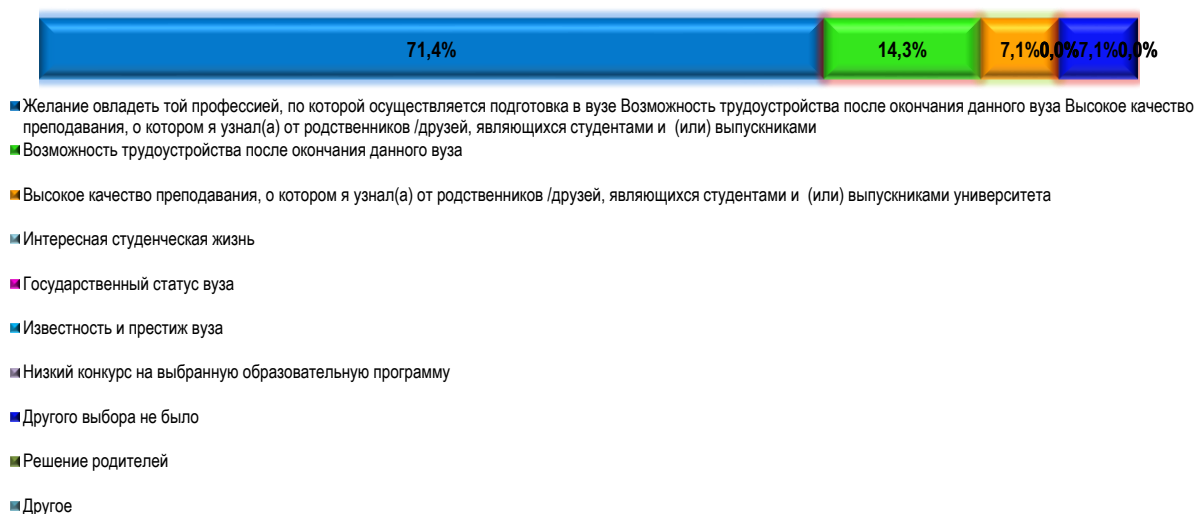 71,4% 14,3% 7,1% 0,0% 7,1% 0,0%
Желание овладеть той профессией, по которой осуществляется подготовка в вузе Возможность трудоустройства после окончания данного вуза Высокое качество
преподавания, о котором я узнал(а) от родственников /друзей, являющихся студентами и (или) выпускниками
Возможность трудоустройства после окончания данного вуза
Высокое качество преподавания, о котором я узнал(а) от родственников /друзей, являющихся студентами и (или) выпускниками университета
Интересная студенческая жизнь
Государственный статус вуза
Известность и престиж вуза
Низкий конкурс на выбранную образовательную программу
Другого выбора не было
Решение родителей
Другое